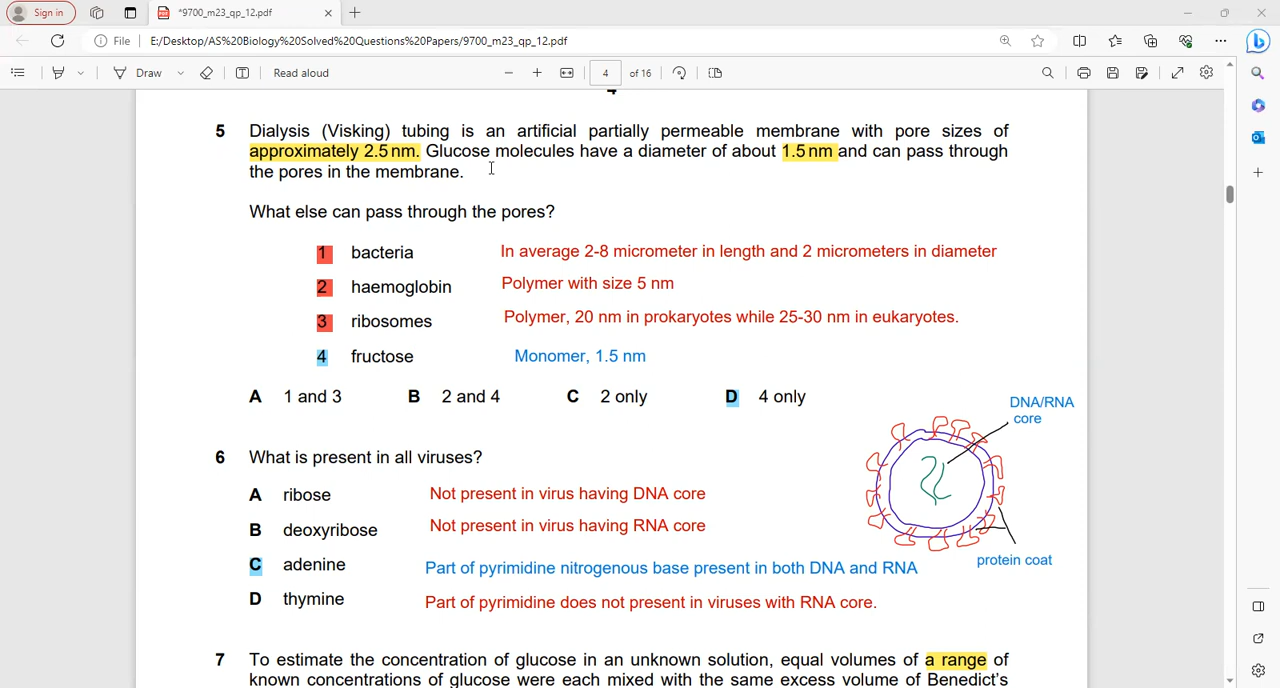 Sign in
*9700_m23_qp_12.pdf
File
E:/Desktop/AS%20Biology%20Solved%20Questions%20Papers/9700_m23_qp_12.pdf
Draw
Read aloud
4 of 16
5 Dialysis (Visking) tubing is an artificial partially permeable membrane with pore sizes of
approximately 2.5 nm. Glucose molecules have a diameter of about 1.5 nm and can pass through
the pores in the membrane.
What else can pass through the pores?
1 bacteria In average 2-8 micrometer in length and 2 micrometers in diameter
2 haemoglobin Polymer with size 5 nm
3 ribosomes Polymer, 20 nm in prokaryotes while 25-30 nm in eukaryotes.
4 fructose Monomer, 1.5 nm
A 1 and 3 B 2 and 4 C 2 only D 4 only
DNA/RNA
core
6 What is present in all viruses?
A ribose Not present in virus having DNA core
B deoxyribose Not present in virus having RNA core
C adenine Part of pyrimidine nitrogenous base present in both DNA and RNA
protein coat
D thymine Part of pyrimidine does not present in viruses with RNA core.
7 To estimate the concentration of glucose in an unknown solution, equal volumes of a range of
known concentrations of glucose were each mixed with the same excess volume of Benedict's